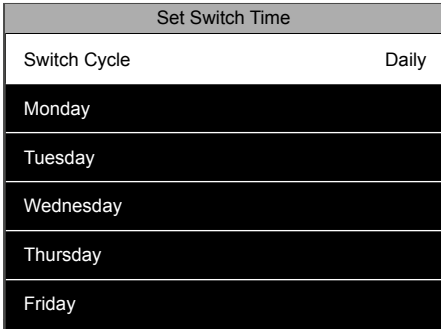 Set Switch Time
Switch Cycle Daily
Monday
Tuesday
Wednesday
Thursday
Friday